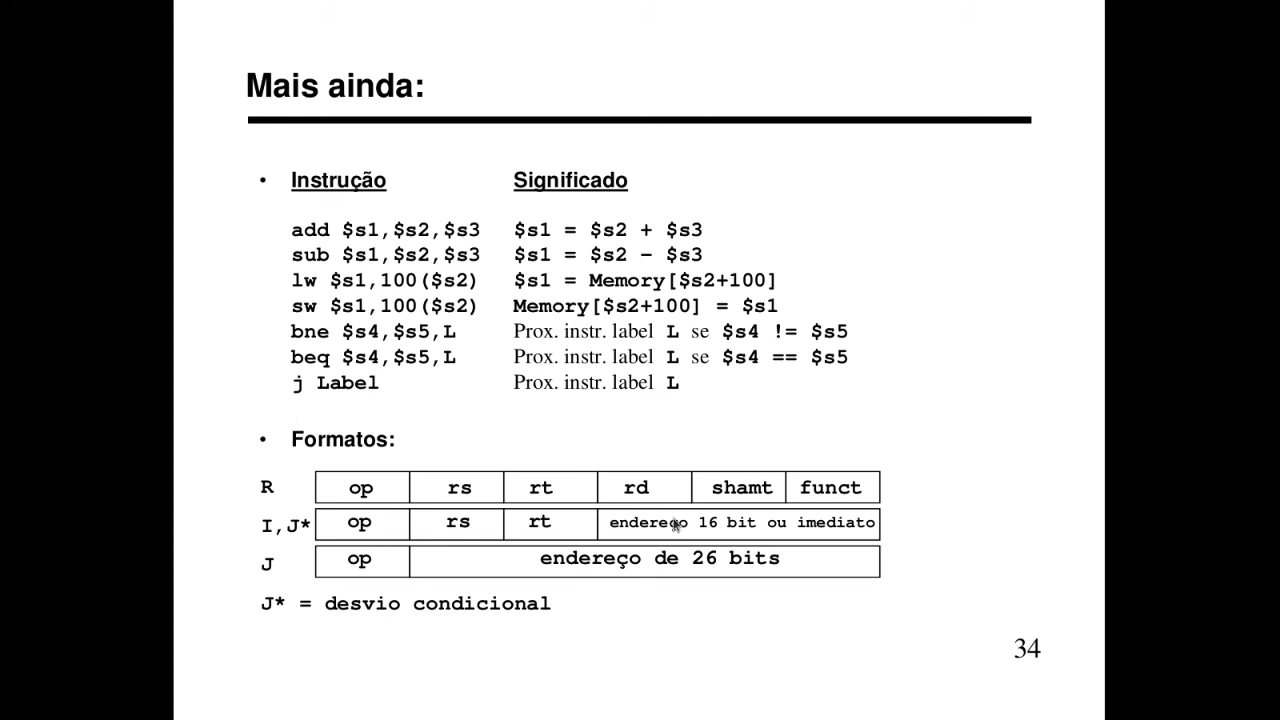 Mais ainda:
• Instrução Significado
add $s1,$s2,$s3 $s1 = $s2 + $s3
sub $s1,$s2,$s3 $s1 = $s2 – $s3
lw $s1,100($s2) $s1 = Memory[$s2+100]
sw $s1,100($s2) Memory[$s2+100] = $s1
bne $s4,$s5,L Prox. instr. label L se $s4 != $s5
beq $s4,$s5,L Prox. instr. label L se $s4 == $s5
j Label Prox. instr. label L
• Formatos:
R op rs rt rd shamt funct
I,J* op rs rt endereço 16 bit ou imediato
J op endereço de 26 bits
J* = desvio condicional
34